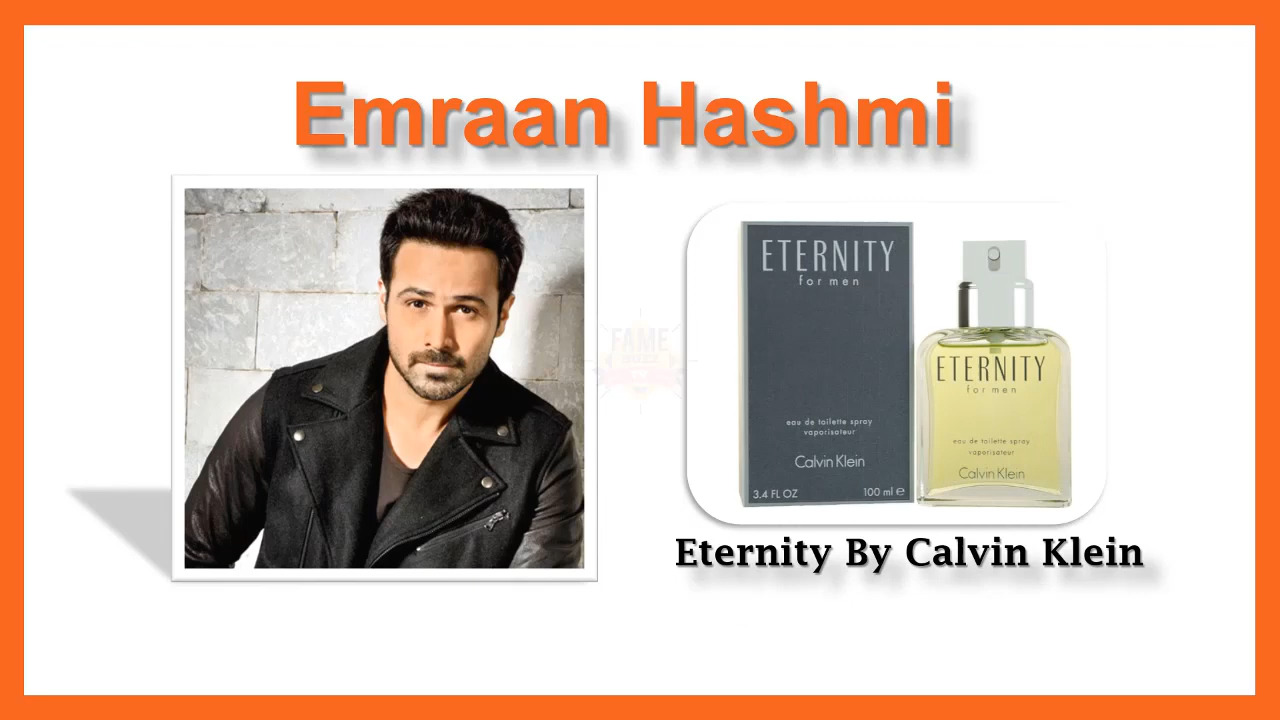 Emraan Hashmi
FAME
ETERNITY
for men
eau de toilette spray
vaporisateur
Calvin Klein
3.4 FL OZ 100 ml e
ETERNITY
for men
eau de toilette spray
vaporisateur
Calvin Klein
Eternity By Calvin Klein